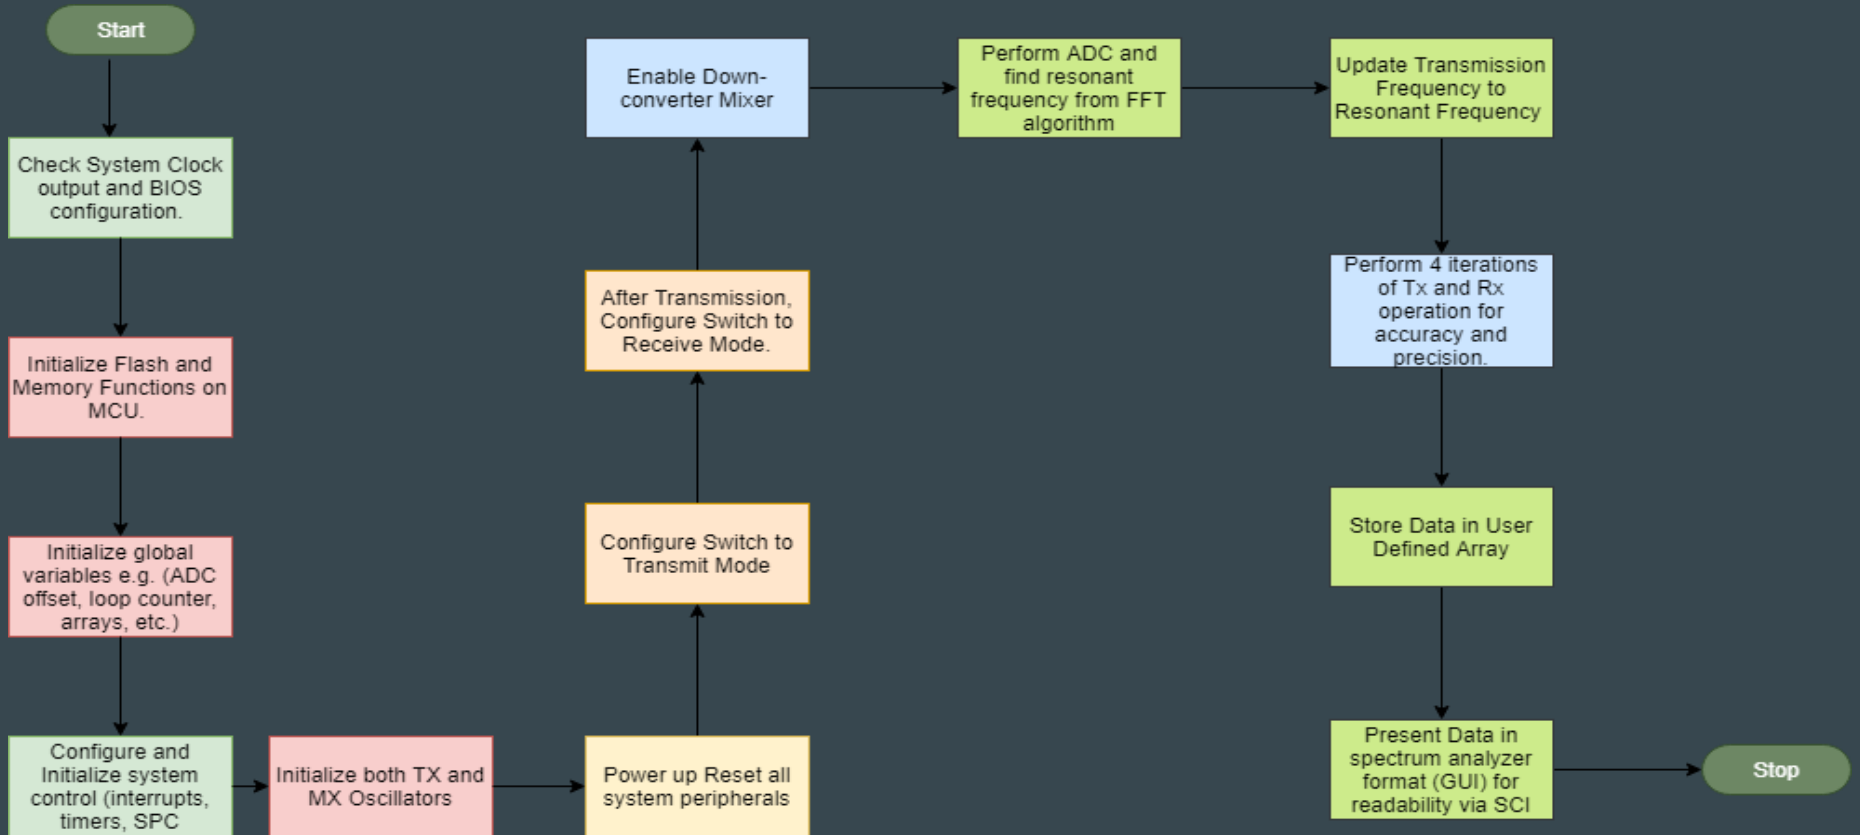 Start
Check System Clock
output and BIOS
configuration.
Initialize Flash and
Memory Functions on
MCU.
Initialize global
variables e.g. (ADC
offset, loop counter,
arrays, etc.)
Configure and
Initialize system
control (interrupts,
timers, SPC
Initialize both TX and
MX Oscillators
Power up Reset all
system peripherals
Configure Switch to
Transmit Mode
After Transmission,
Configure Switch to
Receive Mode.
Enable Down-
converter Mixer
Perform ADC and
find resonant
frequency from FFT
algorithm
Update Transmission
Frequency to
Resonant Frequency
Perform 4 iterations
of Tx and Rx
operation for
accuracy and
precision.
Store Data in User
Defined Array
Present Data in
spectrum analyzer
format (GUI) for
readability via SCI
Stop